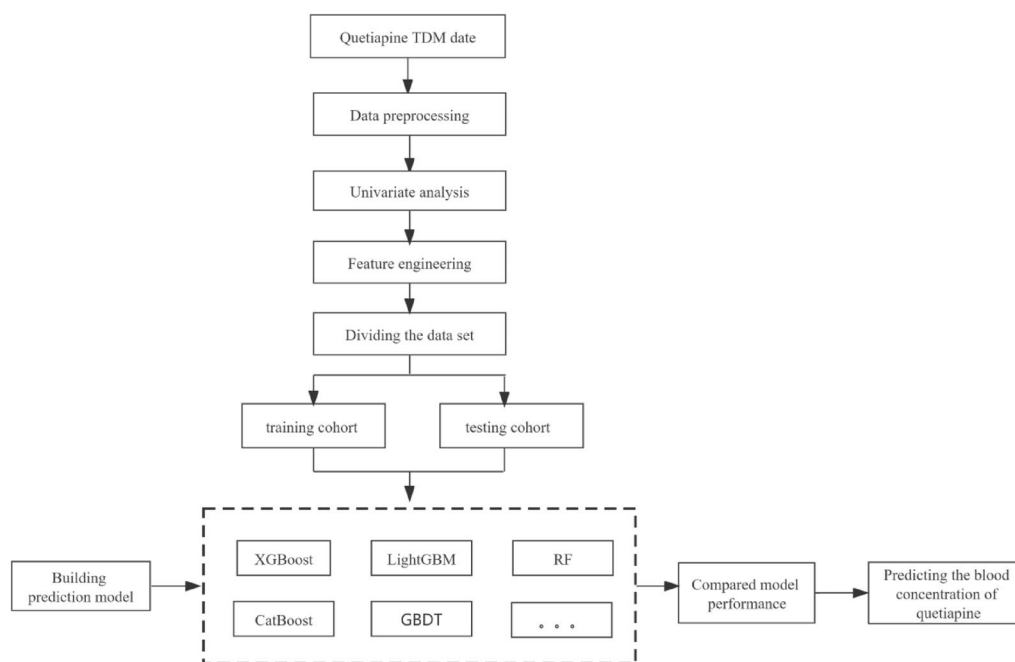 Quetiapine TDM date
Data preprocessing
Univariate analysis
Feature engineering
Dividing the data set
training cohort
testing cohort
XGBoost
LightGBM
RF
Building
prediction model
CatBoost
GBDT
。。。
Compared model
performance
Predicting the blood
concentration of
quetiapine